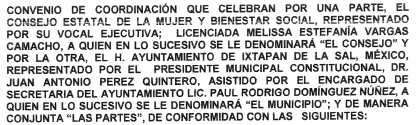 CONVENIO DE COORDINACIÓN QUE CELEBRAN POR UNA PARTE, EL
CONSEJO ESTATAL DE LA MUJER Y BIENESTAR SOCIAL, REPRESENTADO
POR SU VOCAL EJECUTIVA; LICENCIADA MELISSA ESTEFANÍA VARGAS
CAMACHO, A QUIEN EN LO SUCESIVO SE LE DENOMINARÁ "EL CONSEJO" Y
POR LA OTRA, EL H. AYUNTAMIENTO DE IXTAPAN DE LA SAL, MÉXICO,
REPRESENTADO POR EL PRESIDENTE MUNICIPAL CONSTITUCIONAL, DR.
JUAN ANTONIO PEREZ QUINTERO, ASISTIDO POR EL ENCARGADO DE
SECRETARIA DEL AYUNTAMIENTO LIC. PAUL RODRIGO DOMÍNGUEZ NÚÑEZ, A
QUIEN EN LO SUCESIVO SE LE DENOMINARÁ "EL MUNICIPIO"; Y DE MANERA
CONJUNTA "LAS PARTES", DE CONFORMIDAD CON LAS SIGUIENTES: